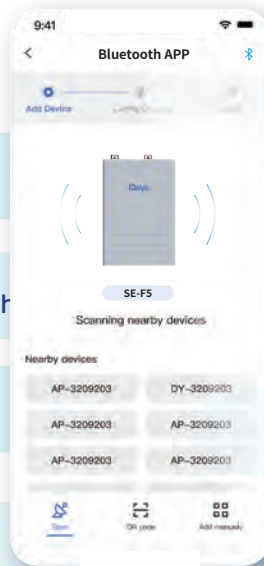 9:41
Bluetooth APP
Add Device
SE-F5
Scanning nearby devices
Nearby devices
AP-3209203 DY-3209203
AP-3209203 AP-3209203
AP-3209203 AP-3209203
Scan QR code Add manually